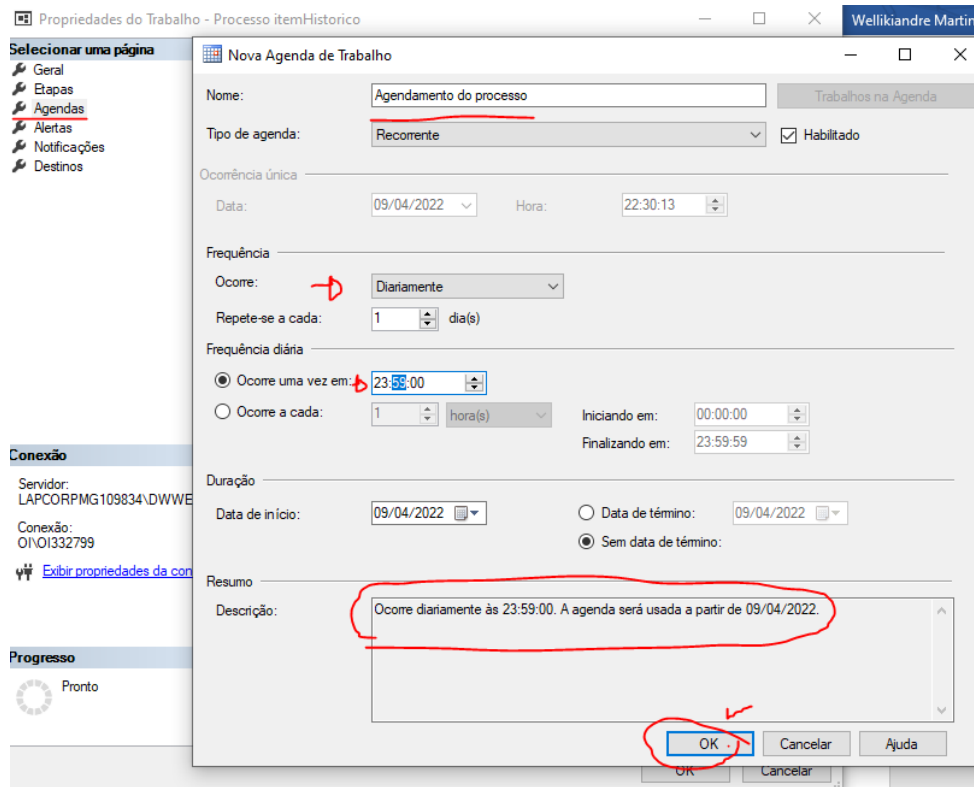 Propriedades do Trabalho - Processo itemHistorico
Wellikiandre Martin
Selecionar uma página
Geral
Etapas
Agendas
Alertas
Notificações
Destinos
Nova Agenda de Trabalho
Nome:
Agendamento do processo
Trabalhos na Agenda
Tipo de agenda:
Recorrente
Habilitado
Ocorrência única
Data:
09/04/2022
Hora:
22:30:13
Frequência
Ocorre:
Diariamente
Repete-se a cada:
1
dia(s)
Frequência diária
Ocorre uma vez em:
23:59:00
Ocorre a cada:
1
hora(s)
Iniciando em:
00:00:00
Finalizando em:
23:59:59
Duração
Data de início:
09/04/2022
Data de término:
09/04/2022
Sem data de término:
Resumo
Descrição:
Ocorre diariamente às 23:59:00. A agenda será usada a partir de 09/04/2022.
OK
Cancelar
Ajuda
Conexão
Servidor:
LAPCORPMG109834\DWWE
Conexão:
OI\OI332799
Exibir propriedades da con
Progresso
Pronto
OK
Cancelar